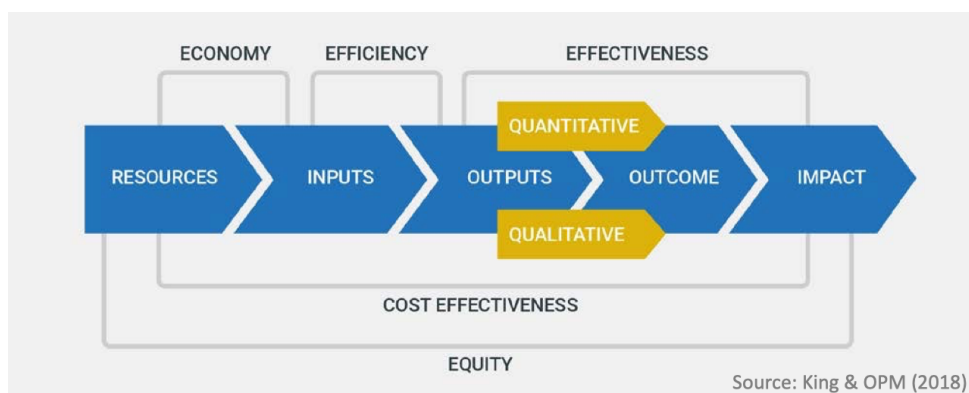 ECONOMY EFFICIENCY EFFECTIVENESS
QUANTITATIVE
RESOURCES INPUTS OUTPUTS OUTCOME IMPACT
QUALITATIVE
COST EFFECTIVENESS
EQUITY
Source: King & OPM (2018)